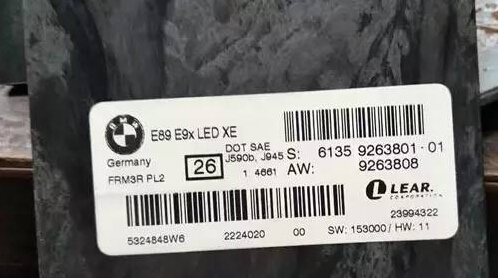 BMW
E89 E9x LED XE
Germany
FRM3R PL2
26
DOT SAE
J590b, J945
1 4661
S: 6135 9263801-01
AW: 9263808
LEAR.
CORPORATION
23994322
5324848W6 2224020 00 SW: 153000/ HW: 11